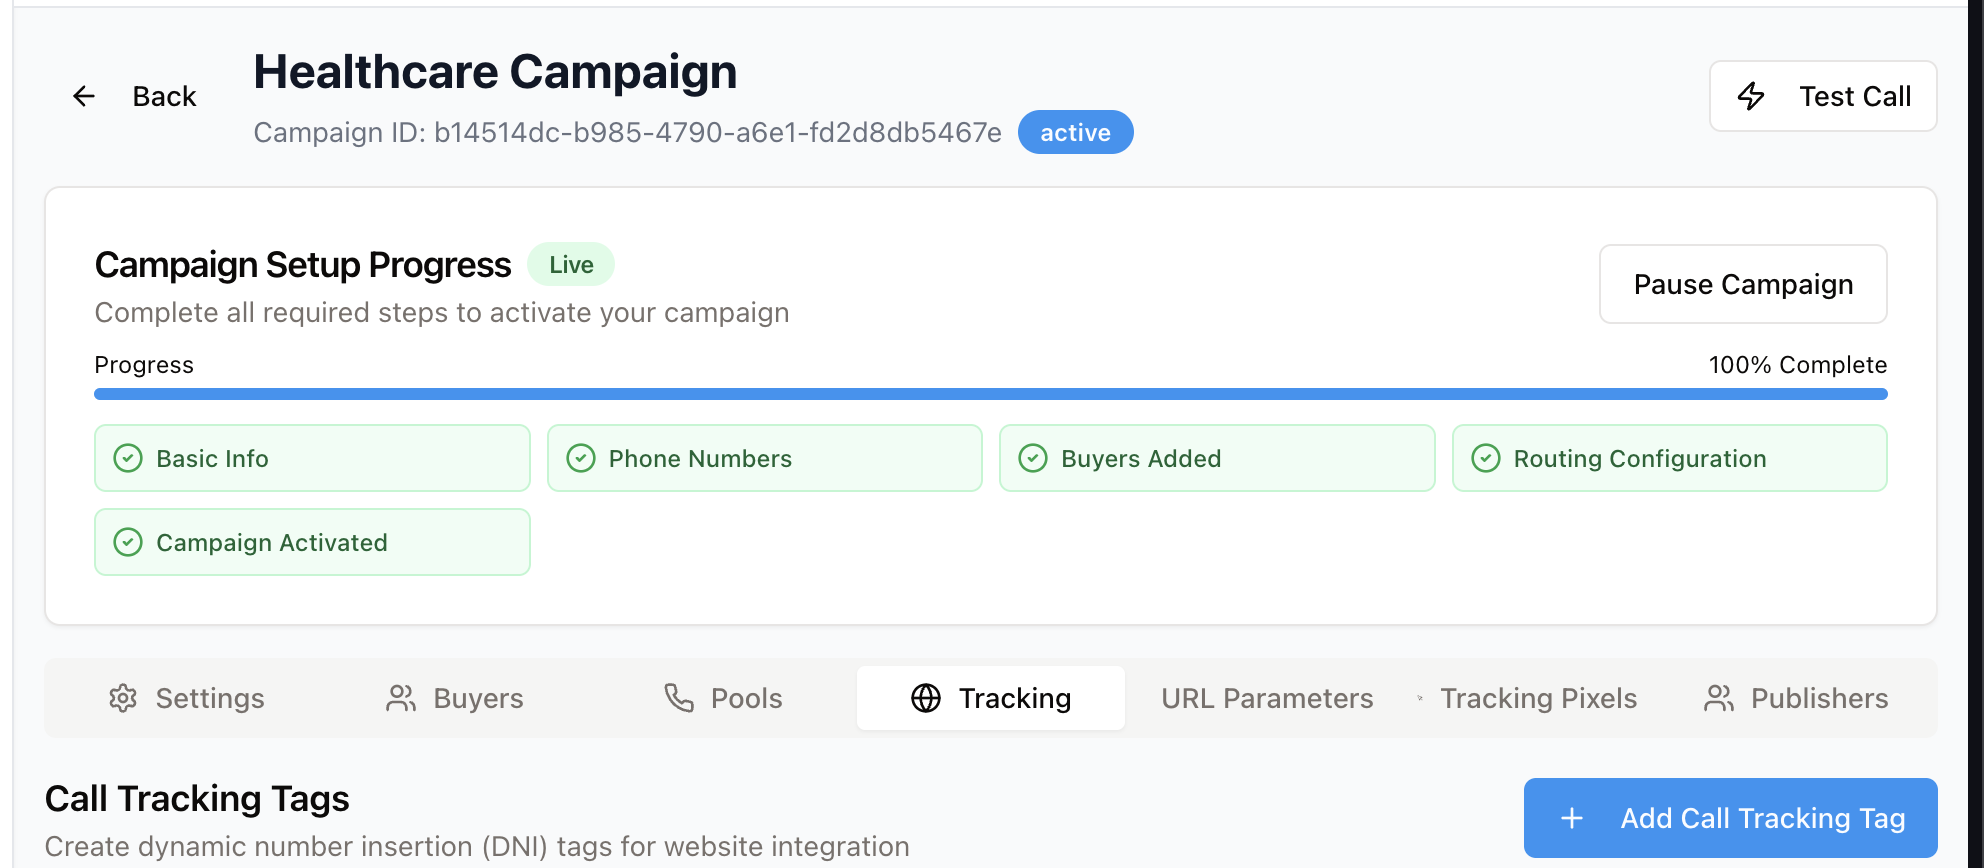 Back
Healthcare Campaign
Campaign ID: b14514dc-b985-4790-a6e1-fd2d8db5467e active
Test Call
Campaign Setup Progress Live
Complete all required steps to activate your campaign
Pause Campaign
Progress 100% Complete
Basic Info Phone Numbers Buyers Added Routing Configuration
Campaign Activated
Settings Buyers Pools Tracking URL Parameters Tracking Pixels Publishers
Call Tracking Tags
Create dynamic number insertion (DNI) tags for website integration
+ Add Call Tracking Tag